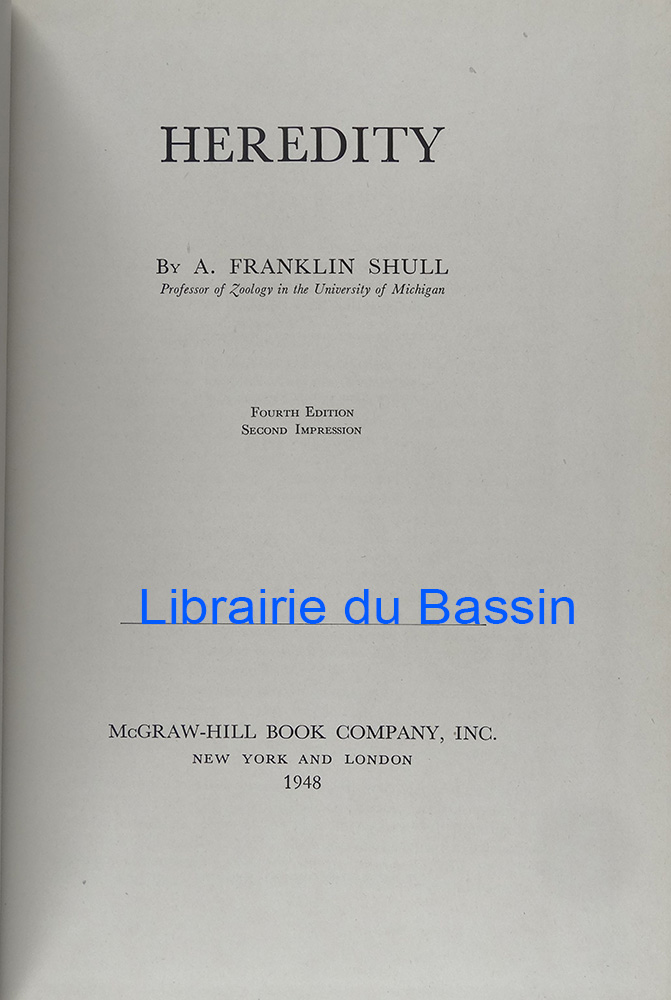 HEREDITY
By A. FRANKLIN SHULL
Professor of Zoology in the University of Michigan
Fourth Edition
Second Impression
Librairie du Bassin
McGRAW-HILL BOOK COMPANY, INC.
NEW YORK AND LONDON
1948